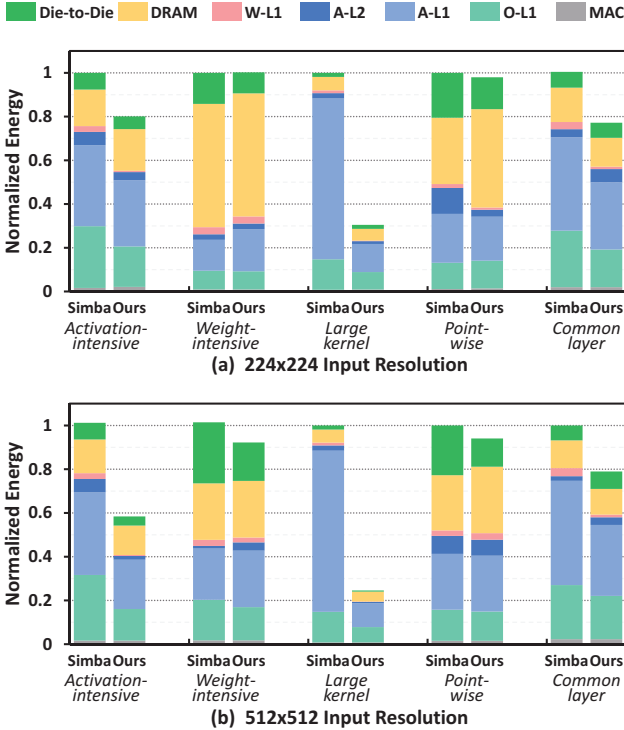 Die-to-Die DRAM W-L1 A-L2 A-L1 O-L1 MAC
Normalized Energy
1
0.8
0.6
0.4
0.2
0
Simba Ours Simba Ours Simba Ours Simba Ours Simba Ours
Activation- Weight- Large Point- Common
intensive intensive kernel wise layer
(a) 224x224 Input Resolution
Normalized Energy
1
0.8
0.6
0.4
0.2
0
Simba Ours Simba Ours Simba Ours Simba Ours Simba Ours
Activation- Weight- Large Point- Common
intensive intensive kernel wise layer
(b) 512x512 Input Resolution